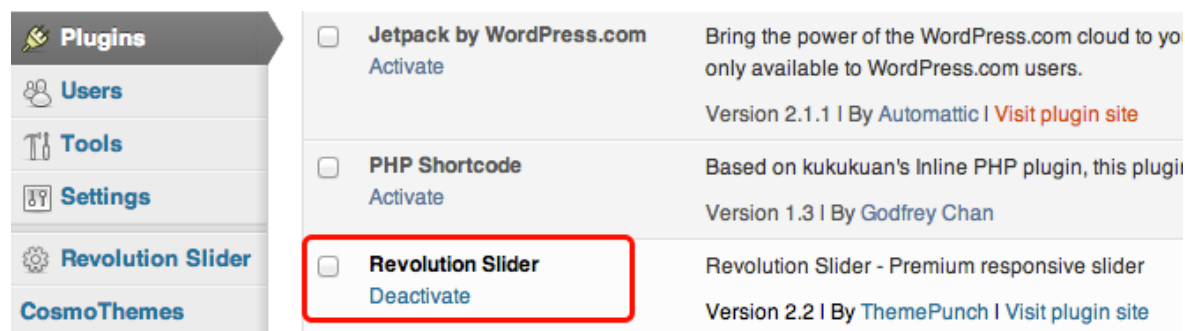 Plugins
Users
Tools
Settings
Revolution Slider
CosmoThemes
Jetpack by WordPress.com
Activate
Bring the power of the WordPress.com cloud to
only available to WordPress.com users.
Version 2.1.1 | By Automattic | Visit plugin site
PHP Shortcode
Activate
Based on kukukuan's Inline PHP plugin, this
Version 1.3 | By Godfrey Chan
Revolution Slider
Deactivate
Revolution Slider - Premium responsive slider
Version 2.2 | By ThemePunch | Visit plugin site